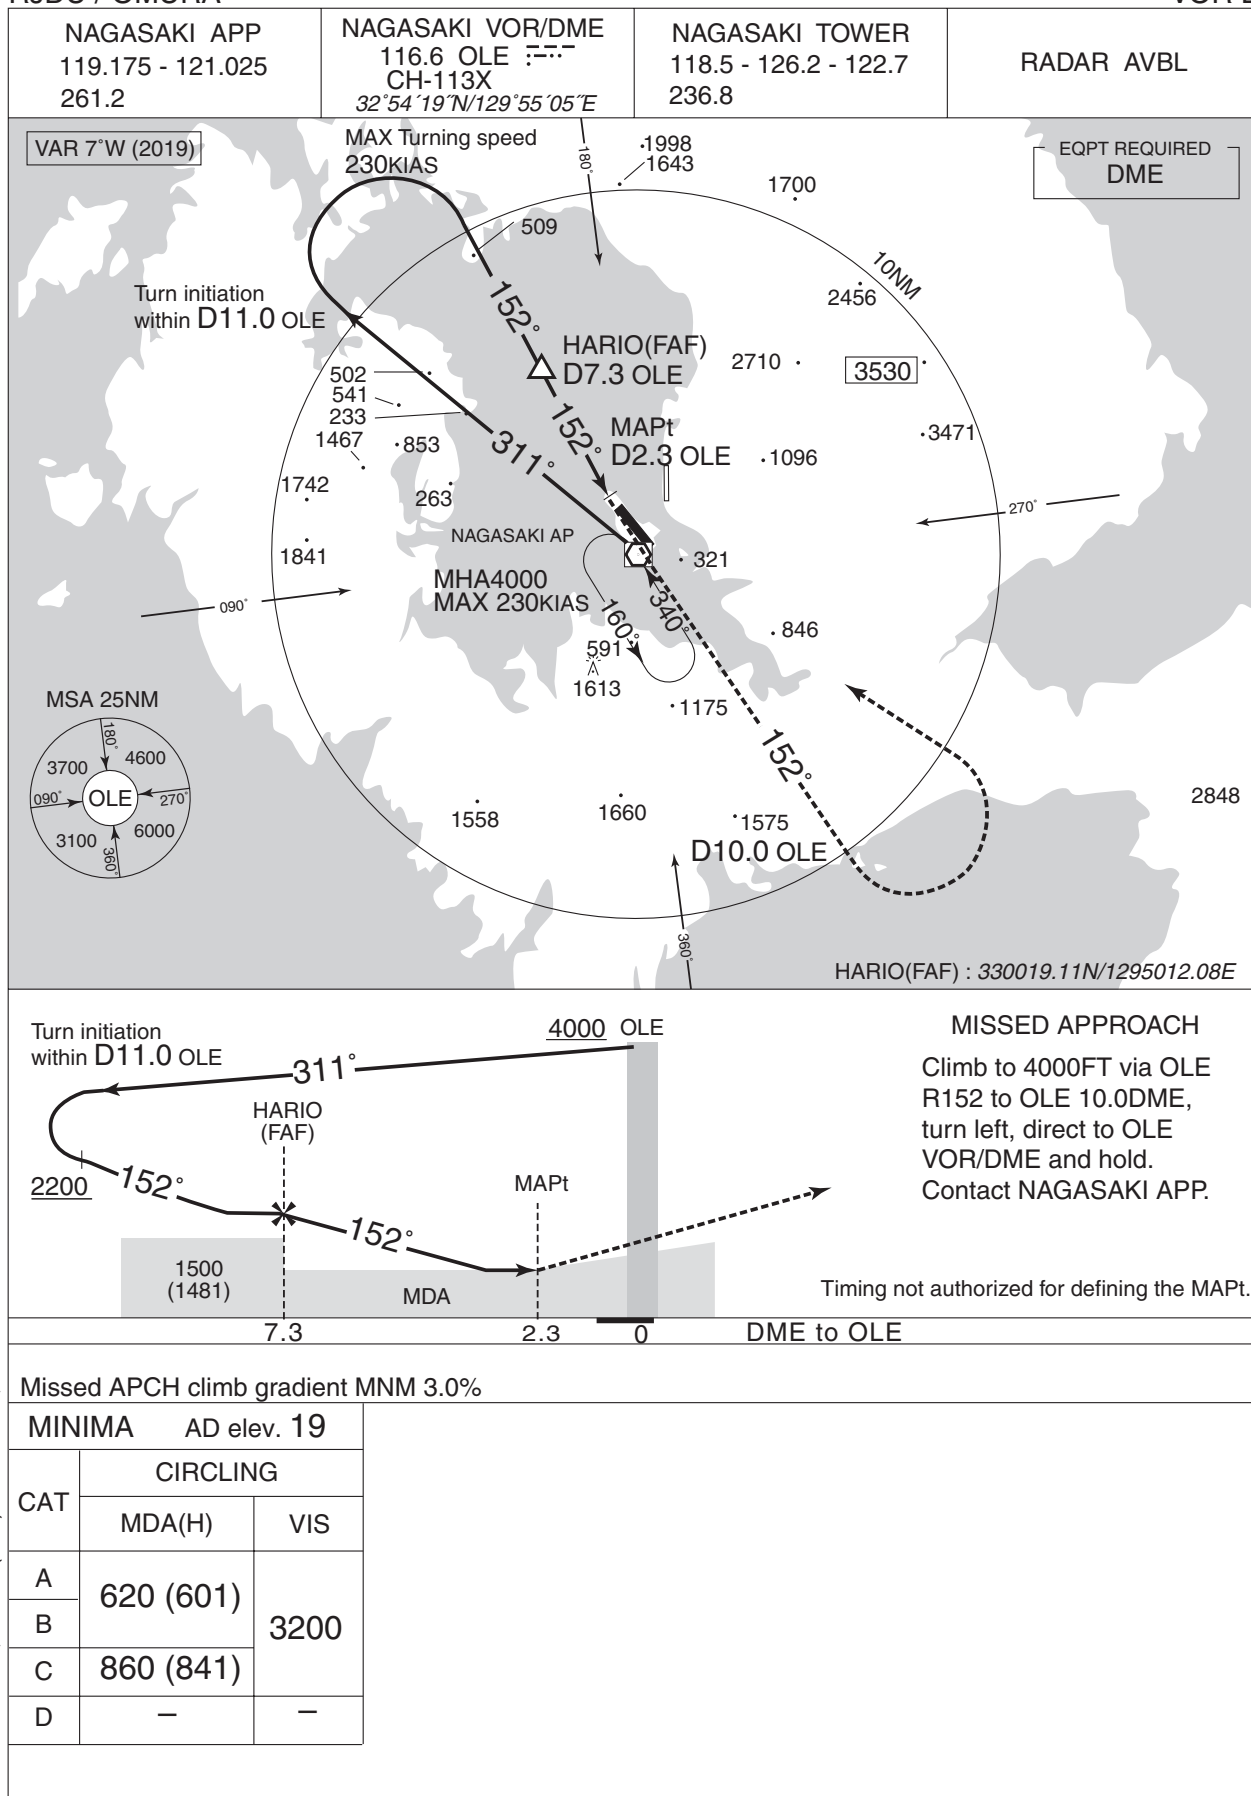 NAGASAKI APP
119.175 - 121.025
261.2
NAGASAKI VOR/DME
116.6 OLE
CH-113X
32˚54´19˝N/129˚55´05˝E
NAGASAKI TOWER
118.5 - 126.2 - 122.7
236.8
RADAR AVBL
VAR 7˚W (2019)
MAX Turning speed
230KIAS
180˚
1998
1643
1700
EQPT REQUIRED
DME
509
10NM
2456
Turn initiation
within D11.0 OLE
152˚
HARIO(FAF)
D7.3 OLE
2710
3530
502
541
233
1467
853
152˚
MAPt
D2.3 OLE
311˚
1096
3471
1742
263
270˚
NAGASAKI AP
1841
321
MHA4000
MAX 230KIAS
090˚
160˚
340˚
846
591
1613
1175
MSA 25NM
180˚
3700
4600
090˚
OLE
270˚
3100
6000
360˚
152˚
2848
1558
1660
1575
D10.0 OLE
360˚
HARIO(FAF) : 330019.11N/1295012.08E
Turn initiation
within D11.0 OLE
311˚
4000 OLE
HARIO
(FAF)
2200
152˚
152˚
MAPt
1500
(1481)
MDA
7.3
2.3
0
DME to OLE
MISSED APPROACH
Climb to 4000FT via OLE
R152 to OLE 10.0DME,
turn left, direct to OLE
VOR/DME and hold.
Contact NAGASAKI APP.
Timing not authorized for defining the MAPt.
Missed APCH climb gradient MNM 3.0%
MINIMA AD elev. 19
CAT
CIRCLING
MDA(H)
VIS
A
620 (601)
B
3200
C
860 (841)
D
–
–